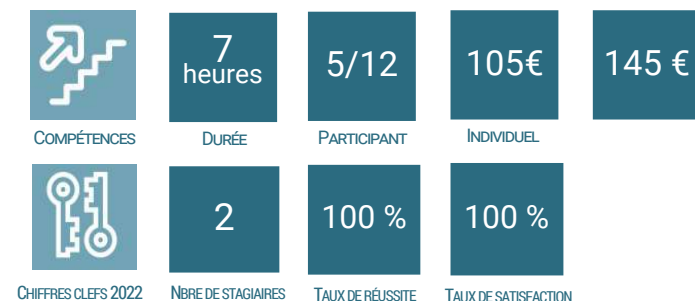 7
heures
5/12
105€
145 €
COMPÉTENCES
DURÉE
PARTICIPANT
INDIVIDUEL
2
100 %
100 %
CHIFFRES CLEFS 2022
NBRE DE STAGIAIRES
TAUX DE RÉUSSITE
TAUX DE SATISFACTION